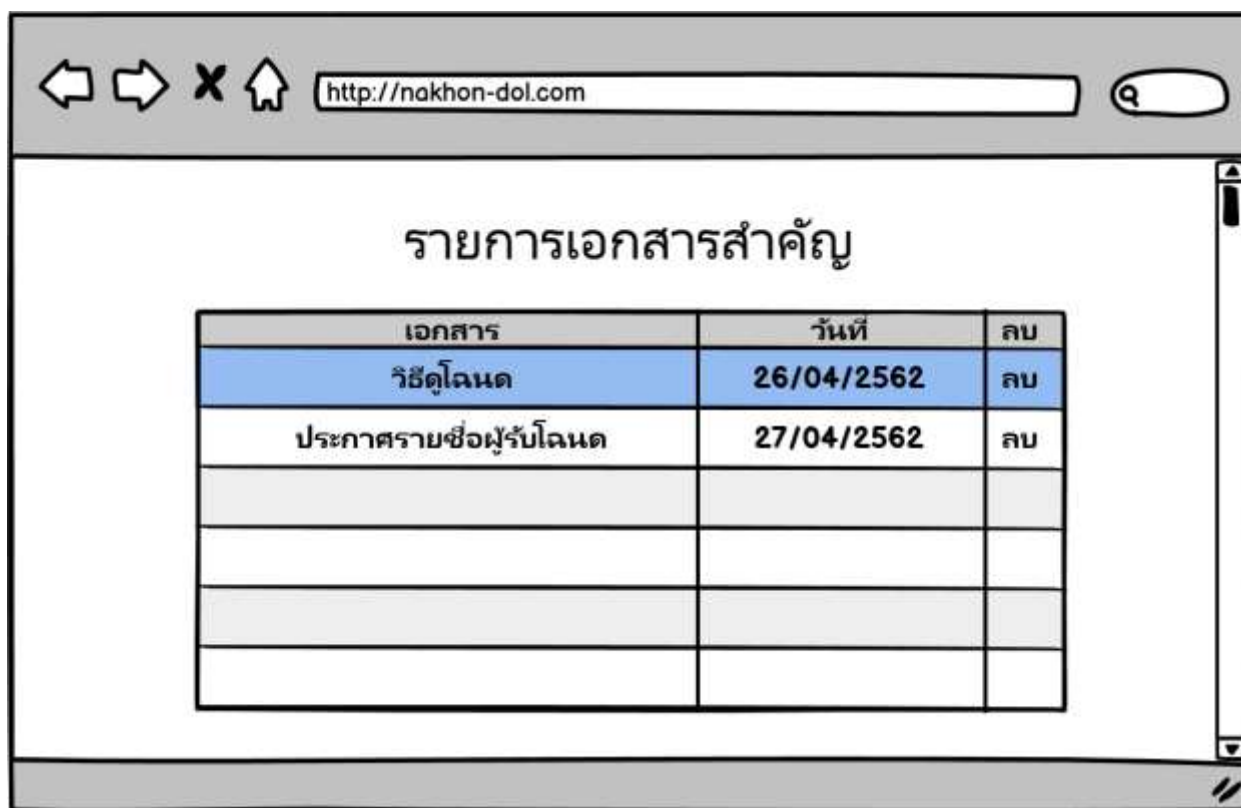 http://nakhon-dol.com
รายการเอกสารสำคัญ
เอกสาร วันที่ ลบ
วิธีดูโฉนด 26/04/2562 ลบ
ประกาศรายชื่อผู้รับโฉนด 27/04/2562 ลบ